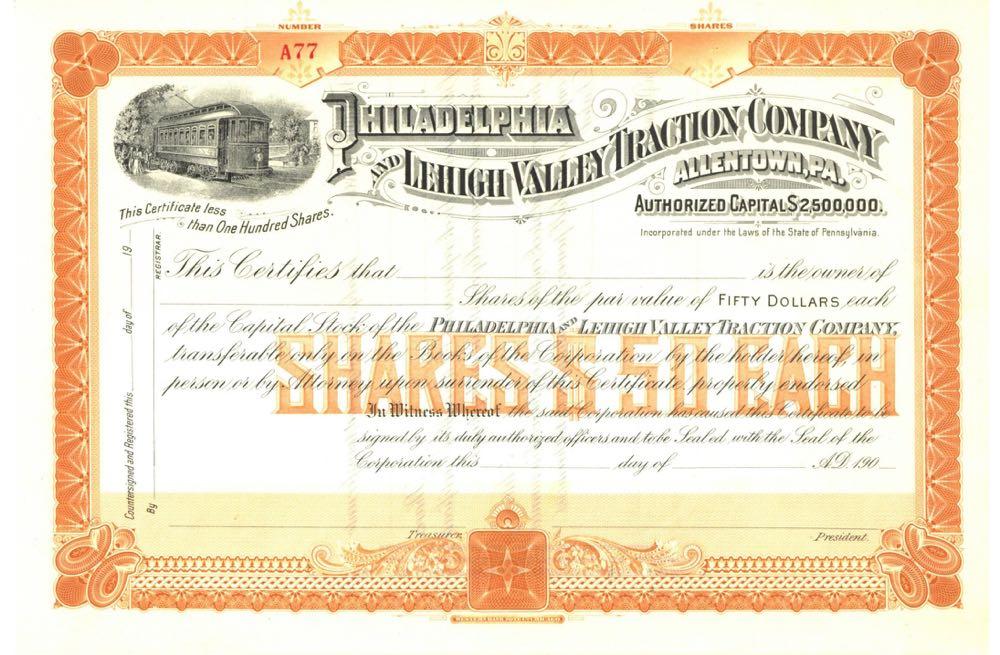 NUMBER
SHARES
A77
PHILADELPHIA
AND LEHIGH VALLEY TRACTION COMPANY
ALLENTOWN, PA.
AUTHORIZED CAPITAL $2,500,000.
Incorporated under the Laws of the State of Pennsylvania.
This Certificate less
than One Hundred Shares.
This Certifies that is the owner of
Shares of the par value of FIFTY DOLLARS each
of the Capital Stock of the PHILADELPHIA AND LEHIGH VALLEY TRACTION COMPANY,
transferable only on the Books of the Corporation by the holder hereof, in
person or by Attorney upon surrender of this Certificate properly endorsed
SHARES $50 EACH
In Witness Whereof the said Corporation has caused this Certificate to be
signed by its duly authorized officers and to be Sealed with the Seal of the
Corporation this day of A.D. 190
Treasurer.
President.
Countersigned and Registered this day of 19
By
REGISTRAR.
WESTERN BANK NOTE CO. CHICAGO